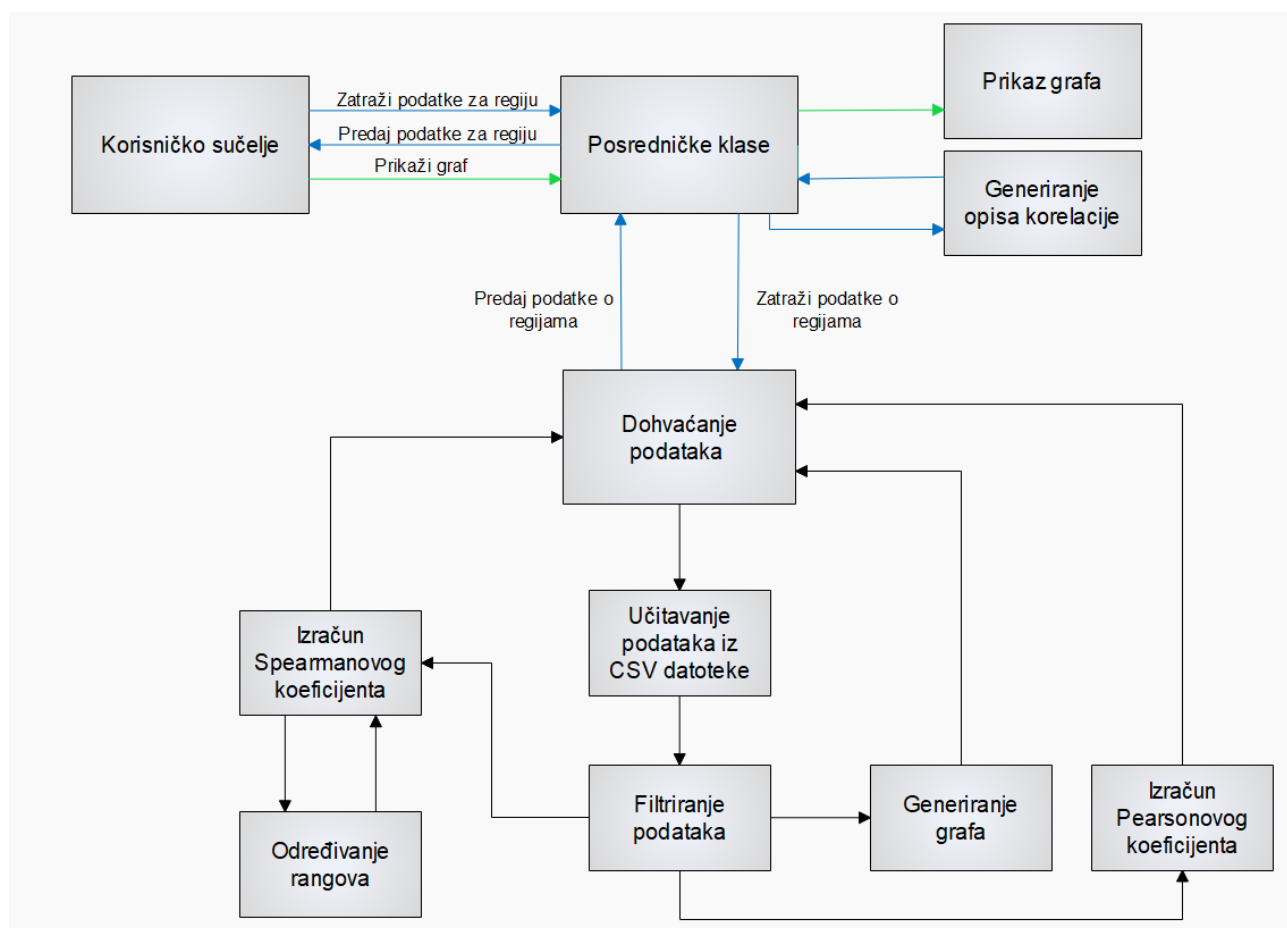 Korisničko sučelje
Zatraži podatke za regiju
Predaj podatke za regiju
Prikaži graf
Posredničke klase
Prikaz grafa
Generiranje
opisa korelacije
Predaj podatke o
regijama
Zatraži podatke o
regijama
Dohvaćanje
podataka
Izračun
Spearmanovog
koeficijenta
Učitavanje
podataka iz
CSV datoteke
Određivanje
rangova
Filtriranje
podataka
Generiranje
grafa
Izračun
Pearsonovog
koeficijenta